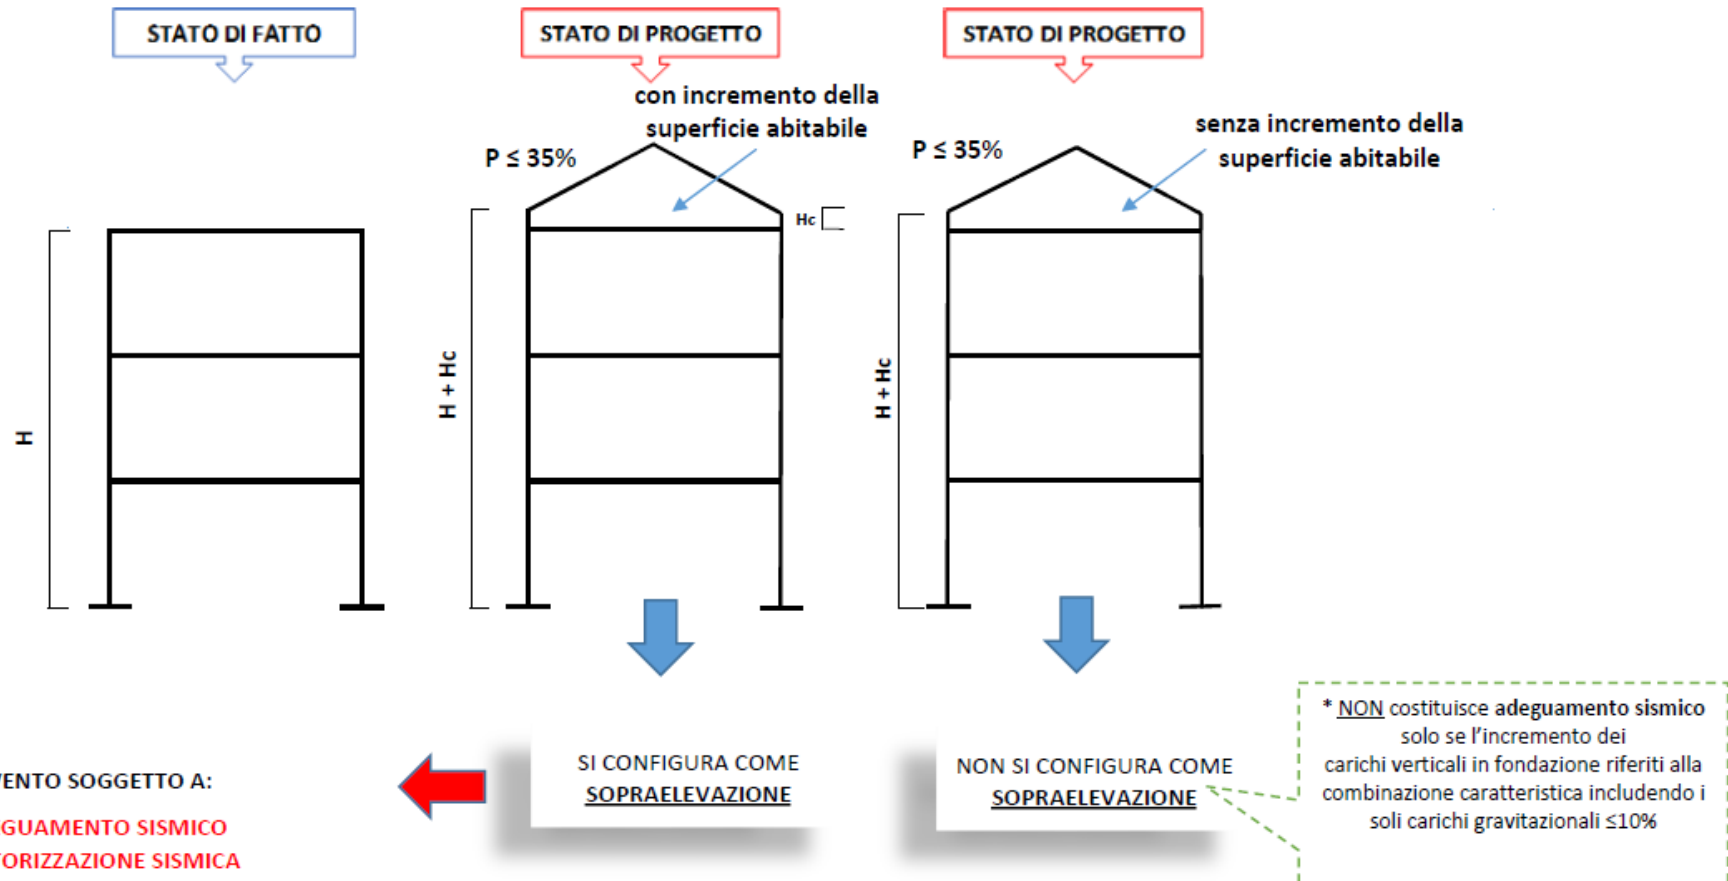 STATO DI FATTO
STATO DI PROGETTO
STATO DI PROGETTO
con incremento della
superficie abitabile
P ≤ 35%
senza incremento della
superficie abitabile
P ≤ 35%
Hc
H
H + Hc
H + Hc
SI CONFIGURA COME
SOPRAELEVAZIONE
NON SI CONFIGURA COME
SOPRAELEVAZIONE
* NON costituisce adeguamento sismico
solo se l'incremento dei
carichi verticali in fondazione riferiti alla
combinazione caratteristica includendo i
soli carichi gravitazionali ≤10%
VENTO SOGGETTO A:
GUAMENTO SISMICO
TORIZZAZIONE SISMICA